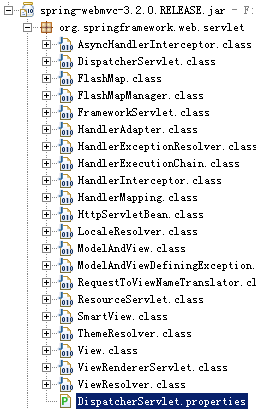 spring-webmvc-3.2.0.RELEASE.jar - F:
org.springframework.web.servlet
AsyncHandlerInterceptor.class
DispatcherServlet.class
FlashMap.class
FlashMapManager.class
FrameworkServlet.class
HandlerAdapter.class
HandlerExceptionResolver.class
HandlerExecutionChain.class
HandlerInterceptor.class
HandlerMapping.class
HttpServletBean.class
LocaleResolver.class
ModelAndView.class
ModelAndViewDefiningException.
RequestToViewNameTranslator.cl
ResourceServlet.class
SmartView.class
ThemeResolver.class
View.class
ViewRendererServlet.class
ViewResolver.class
DispatcherServlet.properties